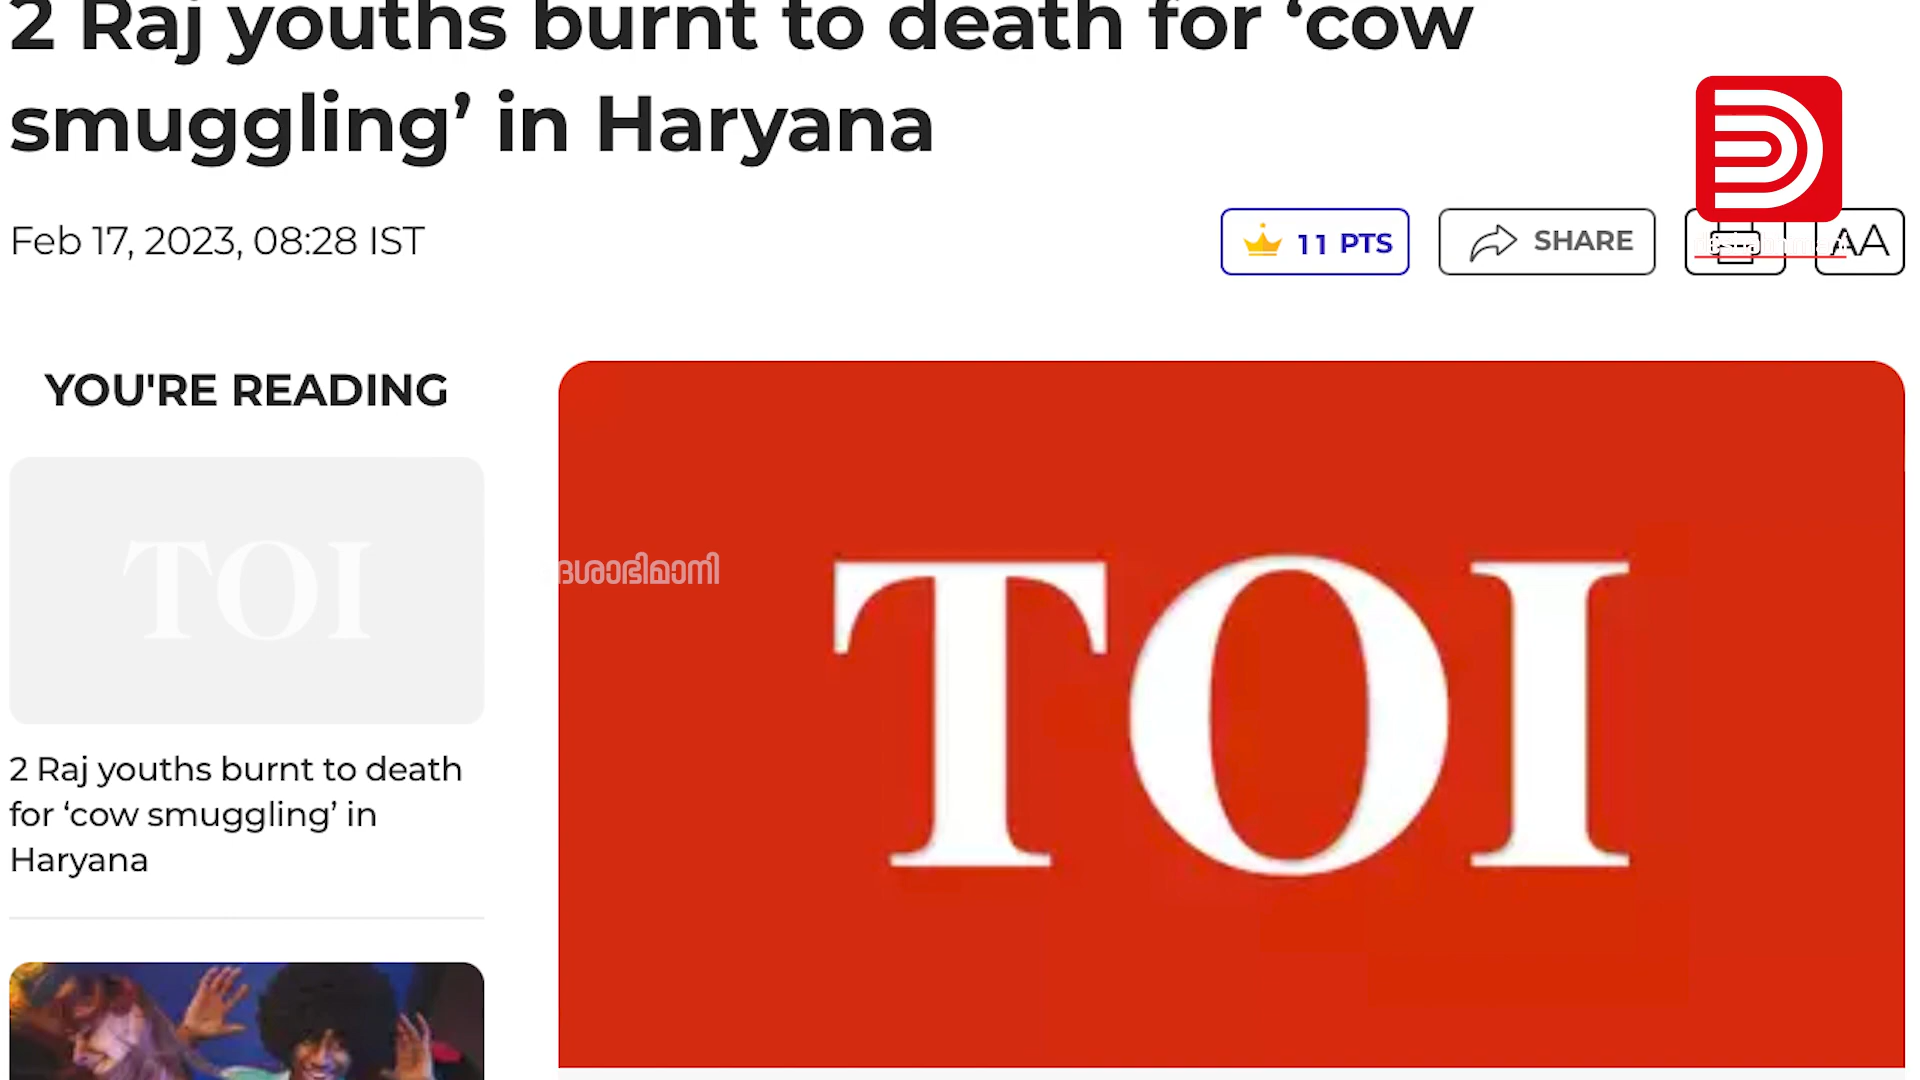 2 Raj youths burnt to death for ‘cow
smuggling’ in Haryana
Feb 17, 2023, 08:28 IST
11 PTS
SHARE
AA
YOU'RE READING
TOI
2 Raj youths burnt to death
for ‘cow smuggling’ in
Haryana
ദേശാഭിമാനി
TOI